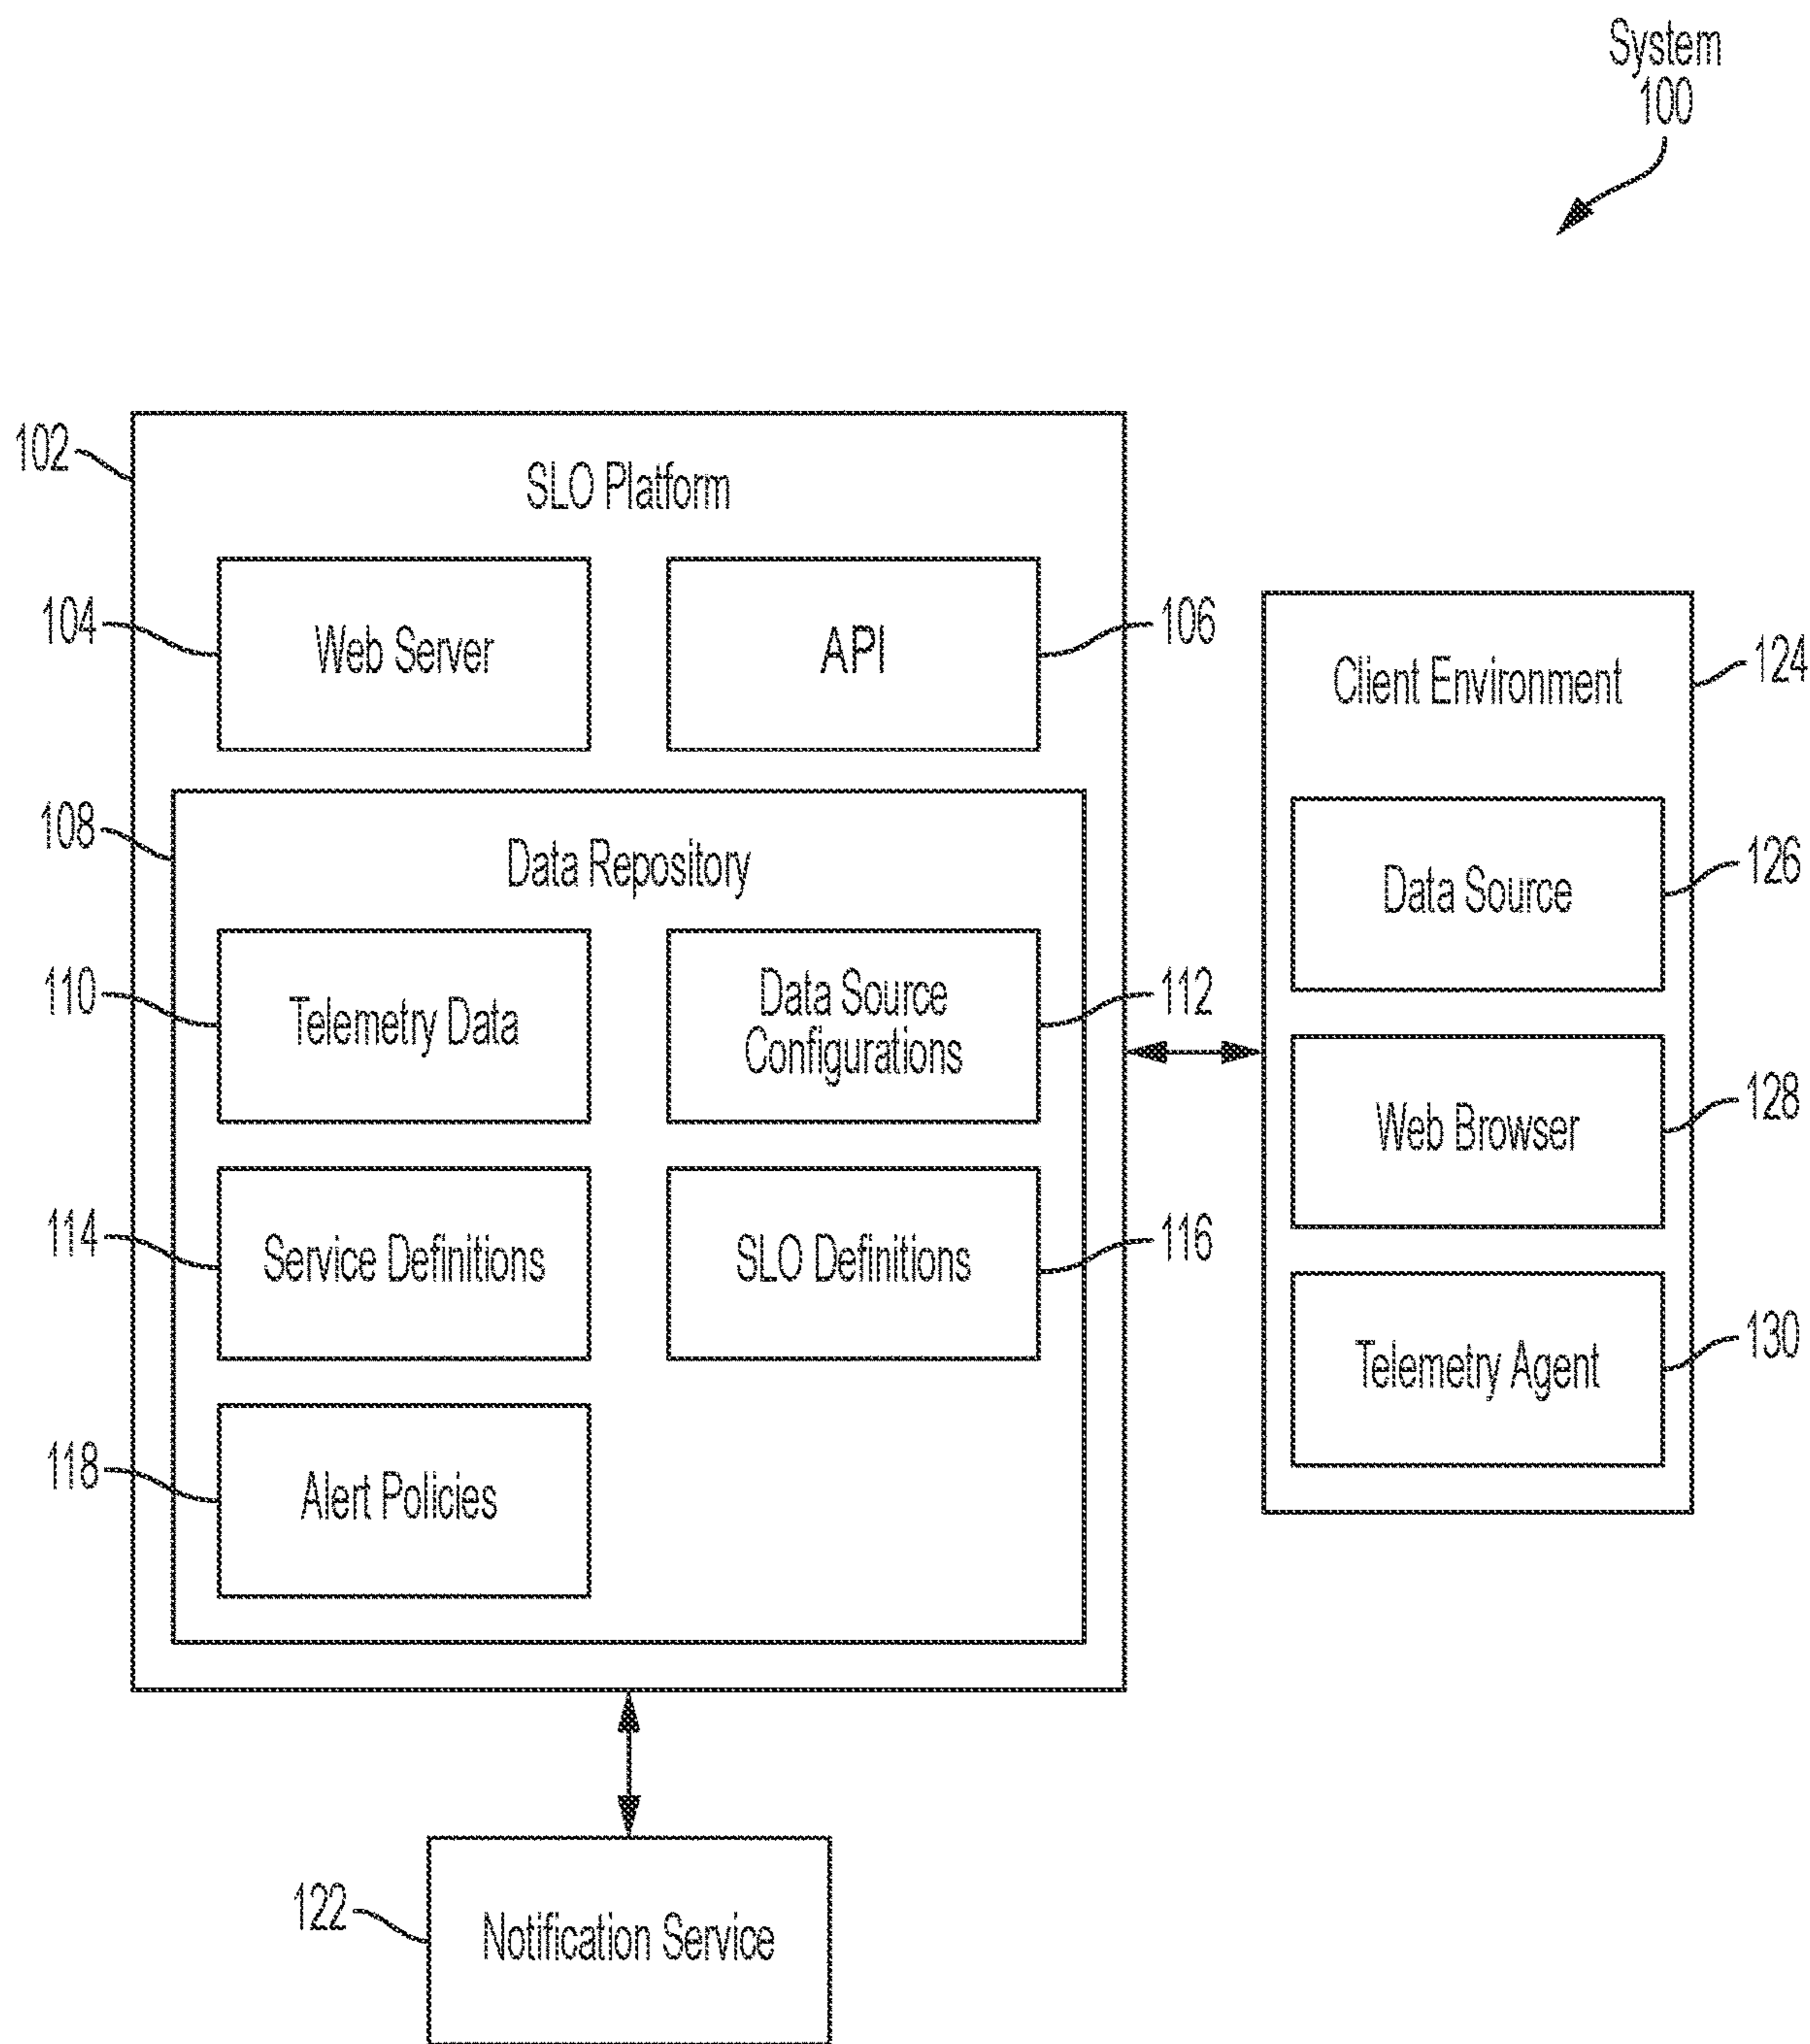 System
100
102
SLO Platform
104
Web Server
API
106
108
Data Repository
110
Telemetry Data
Data Source
Configurations
112
114
Service Definitions
SLO Definitions
116
118
Alert Policies
124
Client Environment
Data Source
126
Web Browser
128
Telemetry Agent
130
122
Notification Service